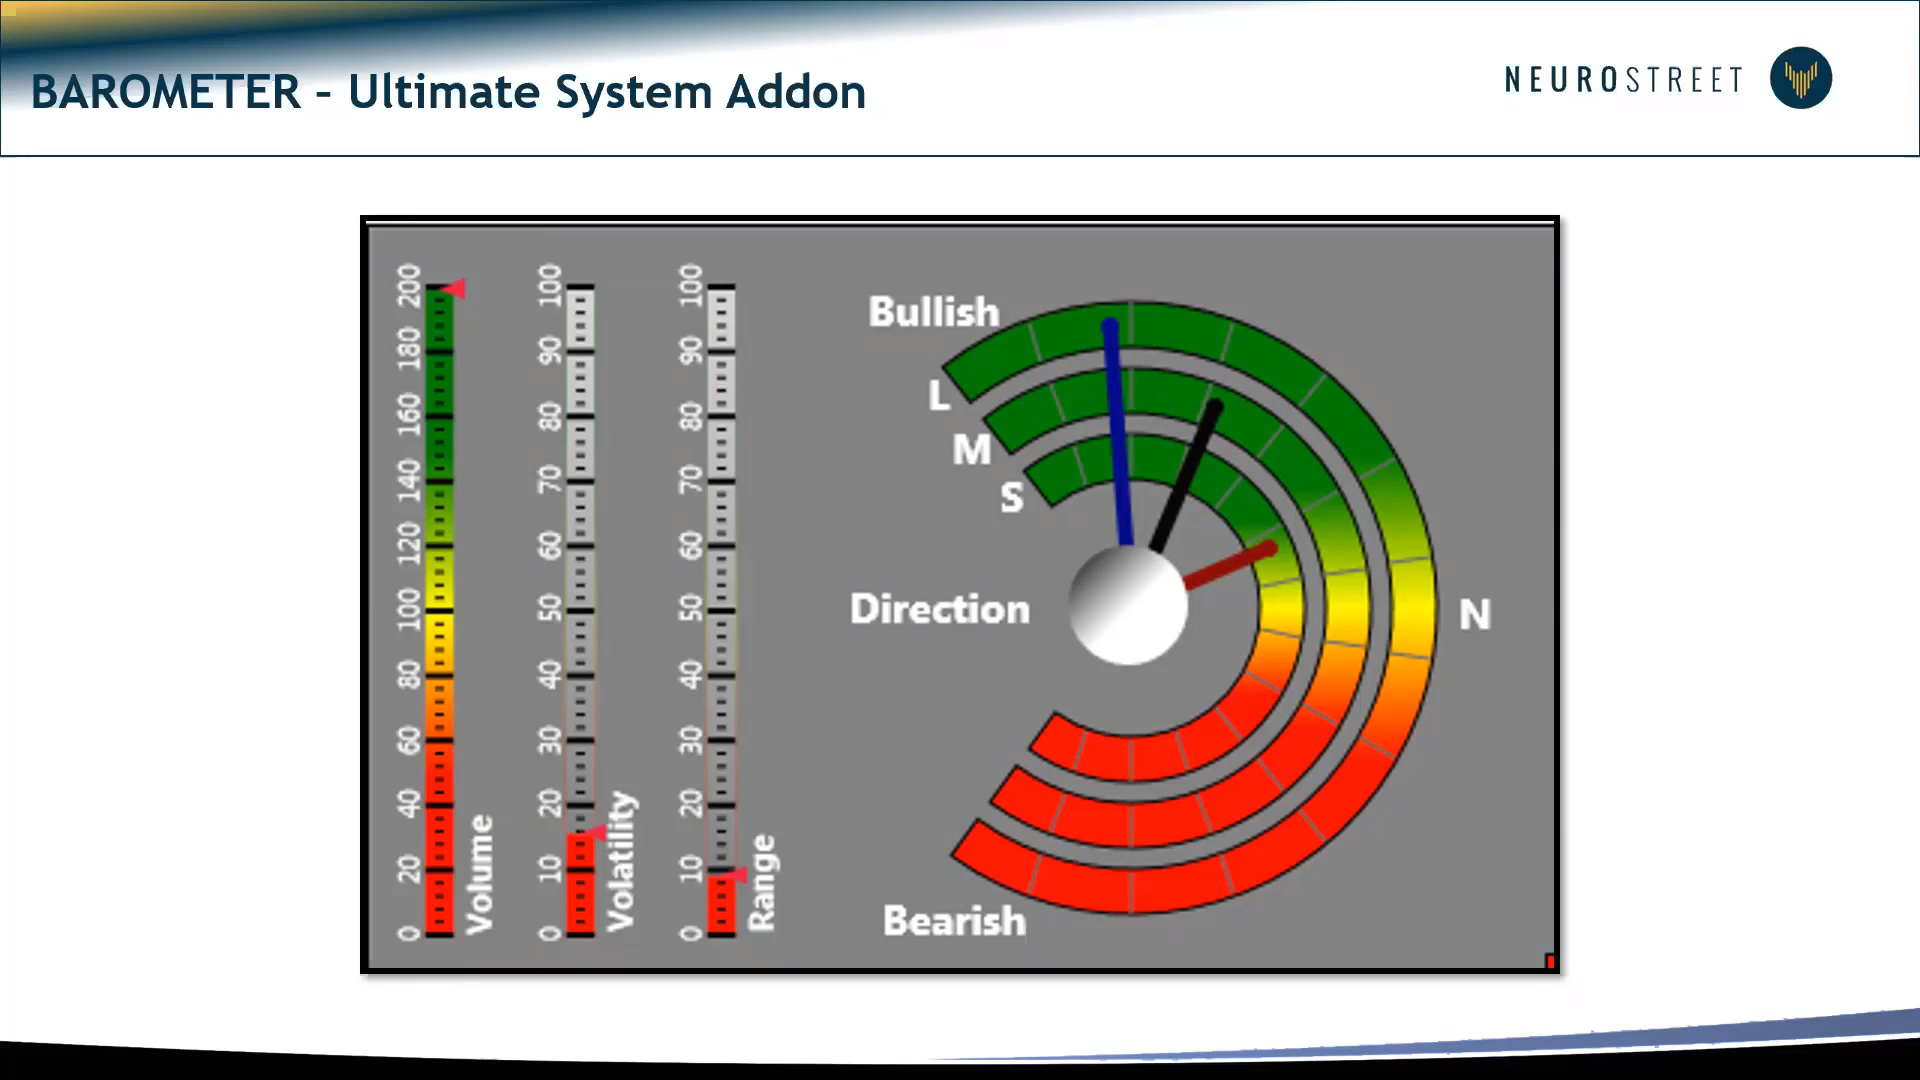 BAROMETER – Ultimate System Addon
NEUROSTREET
200
180
160
140
120
100
80
60
40
20
0
Volume
100
90
80
70
60
50
40
30
20
10
0
Volatility
100
90
80
70
60
50
40
30
20
10
0
Range
Bullish
L
M
S
Direction
N
Bearish